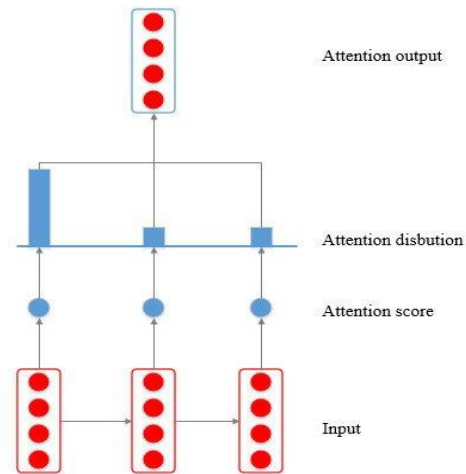 Attention output
Attention disbution
Attention score
Input